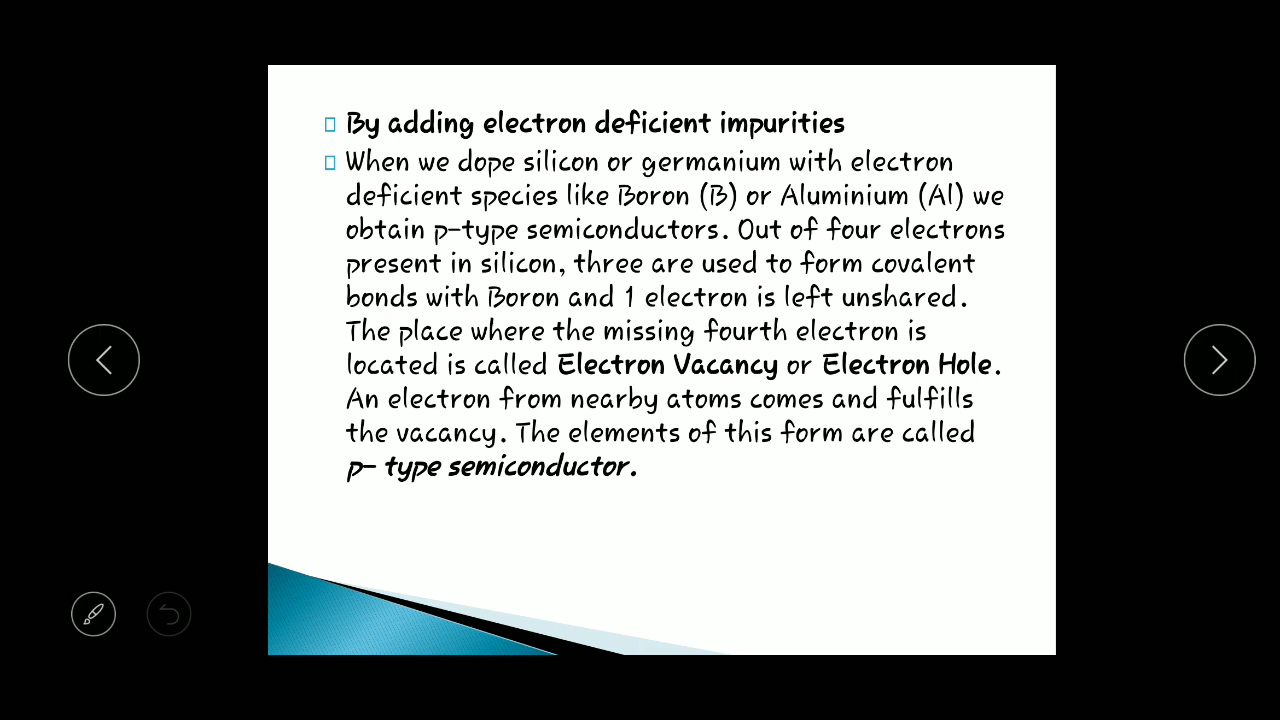 By adding electron deficient impurities
When we dope silicon or germanium with electron
deficient species like Boron (B) or Aluminium (Al) we
obtain p-type semiconductors. Out of four electrons
present in silicon, three are used to form covalent
bonds with Boron and 1 electron is left unshared.
The place where the missing fourth electron is
located is called Electron Vacancy or Electron Hole.
An electron from nearby atoms comes and fulfills
the vacancy. The elements of this form are called
p- type semiconductor.